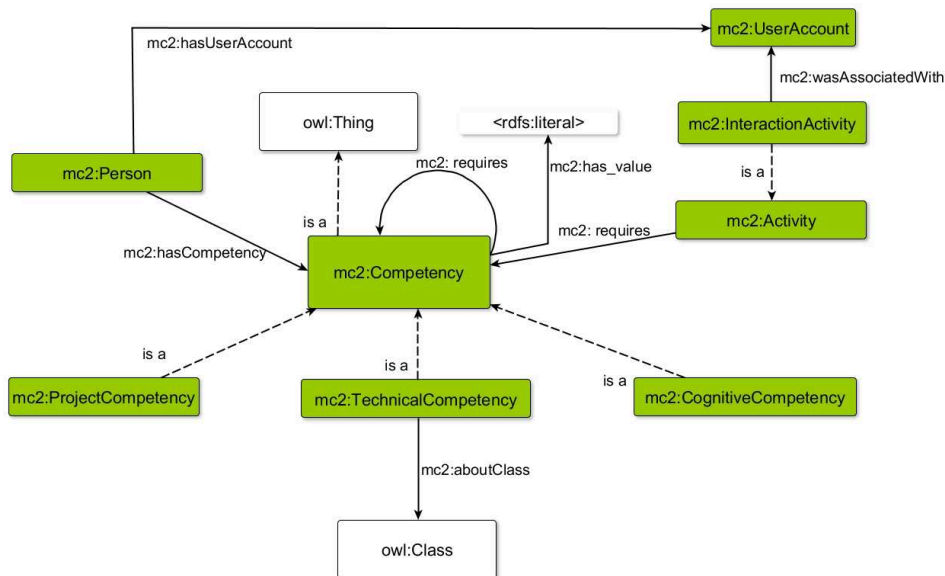 mc2:UserAccount
mc2:hasUserAccount
mc2:wasAssociatedWith
owl:Thing
<rdfs:literal>
mc2:InteractionActivity
mc2: requires
mc2:has_value
is a
mc2:Person
is a
mc2:Activity
mc2: requires
mc2:hasCompetency
mc2:Competency
is a
is a
is a
mc2:ProjectCompetency
mc2:TechnicalCompetency
mc2:CognitiveCompetency
mc2:aboutClass
owl:Class